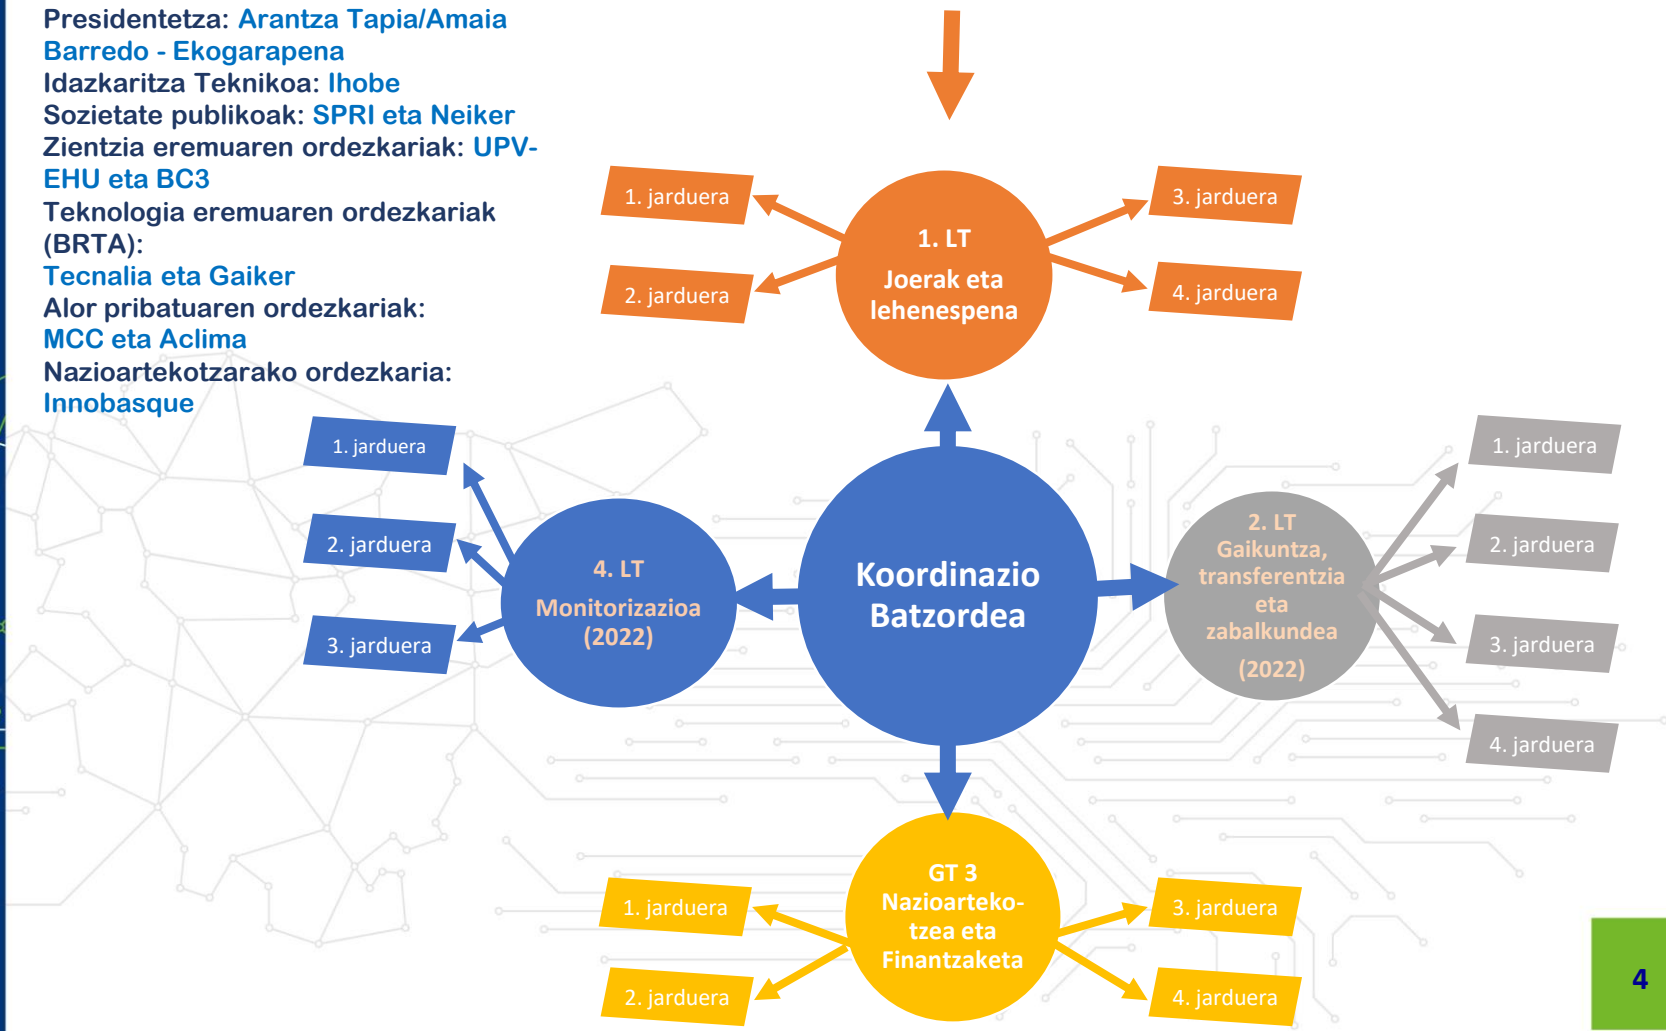 Presidentetza: Arantza Tapia/Amaia
Barredo - Ekogarapena
Idazkaritza Teknikoa: Ihobe
Sozietate publikoak: SPRI eta Neiker
Zientzia eremuaren ordezkariak: UPV-
EHU eta BC3
Teknologia eremuaren ordezkariak
(BRTA):
Tecnalia eta Gaiker
Alor pribatuaren ordezkariak:
MCC eta Aclima
Nazioartekotzarako ordezkaria:
Innobasque
1. jarduera
2. jarduera
1. LT
Joerak eta
lehenespena
3. jarduera
4. jarduera
1. jarduera
2. jarduera
3. jarduera
4. LT
Monitorizazioa
(2022)
Koordinazio
Batzordea
2. LT
Gaikuntza,
transferentzia
eta
zabalkundea
(2022)
1. jarduera
2. jarduera
3. jarduera
4. jarduera
1. jarduera
2. jarduera
GT 3
Nazioarteko-
tzea eta
Finantzaketa
3. jarduera
4. jarduera
4